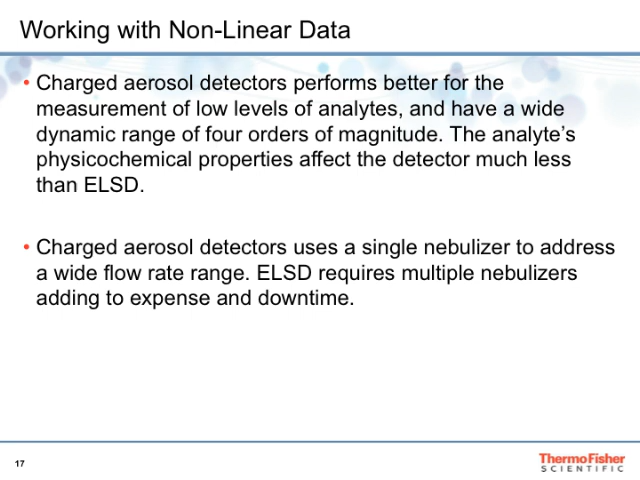 Working with Non-Linear Data
• Charged aerosol detectors performs better for the
measurement of low levels of analytes, and have a wide
dynamic range of four orders of magnitude. The analyte’s
physicochemical properties affect the detector much less
than ELSD.
• Charged aerosol detectors uses a single nebulizer to address
a wide flow rate range. ELSD requires multiple nebulizers
adding to expense and downtime.
17
ThermoFisher
SCIENTIFIC